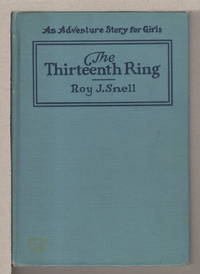 An Adventure Story for Girls
The
Thirteenth Ring
Roy J. Snell